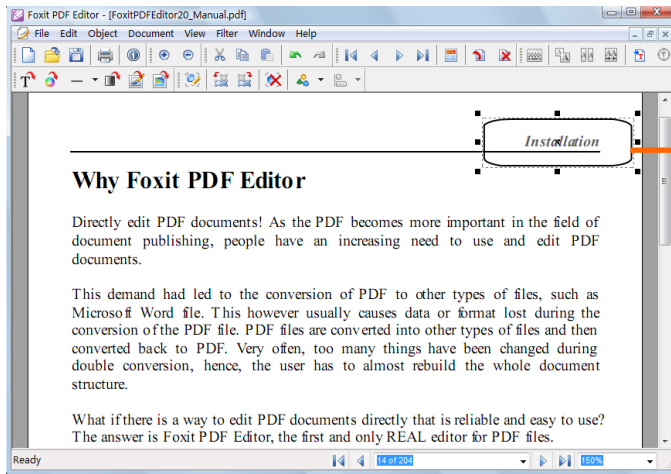 Foxit PDF Editor - [FoxitPDFEditor20_Manual.pdf]
File Edit Object Document View Filter Window Help
Installation
Why Foxit PDF Editor
Directly edit PDF documents! As the PDF becomes more important in the field of
document publishing, people have an increasing need to use and edit PDF
documents.
This demand had led to the conversion of PDF to other types of files, such as
Microsoft Word file. This however usually causes data or format lost during the
conversion of the PDF file. PDF files are converted into other types of files and then
converted back to PDF. Very often, too many things have been changed during
double conversion, hence, the user has to almost rebuild the whole document
structure.
What if there is a way to edit PDF documents directly that is reliable and easy to use?
The answer is Foxit PDF Editor, the first and only REAL editor for PDF files.
Ready 14 of 204 150%